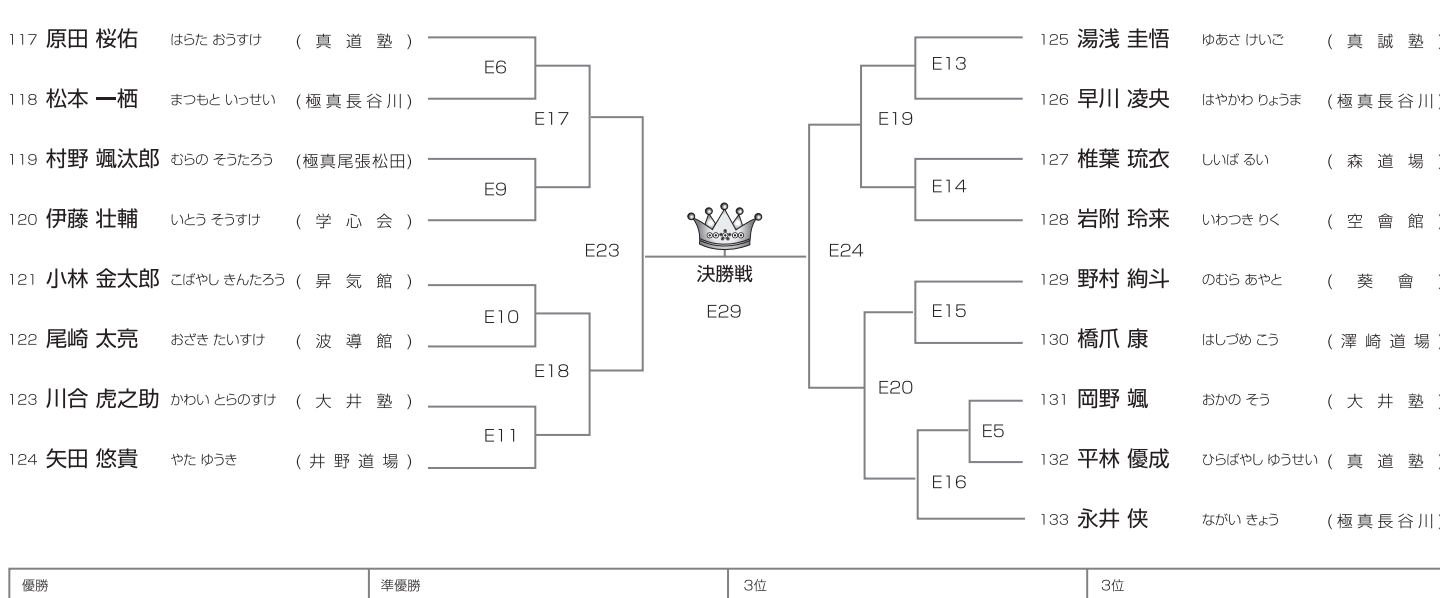 117 原田 桜佑 はらた おうすけ ( 真 道 塾 )
118 松本 一栖 まつもと いっせい (極真長谷川)
119 村野 颯汰郎 むらの そうたろう (極真尾張松田)
120 伊藤 壮輔 いとう そうすけ ( 学 心 会 )
121 小林 金太郎 こばやし きんたろう ( 昇 気 館 )
122 尾崎 太亮 おざき たいすけ ( 波 導 館 )
123 川合 虎之助 かわい とらのすけ ( 大 井 塾 )
124 矢田 悠貴 やた ゆうき ( 井 野 道 場 )
E6
E17
E9
E23
E10
E18
E11
決勝戦
E29
E13
E19
E14
E24
E15
E20
E5
E16
125 湯浅 圭悟 ゆあさ けいご ( 真 誠 塾 )
126 早川 凌央 はやかわ りょうま (極真長谷川)
127 椎葉 琉衣 しいば るい ( 森 道 場 )
128 岩附 玲来 いわつき りく ( 空 會 館 )
129 野村 絢斗 のむら あやと ( 葵 會 )
130 橋爪 康 はしづめ こう ( 澤 崎 道 場 )
131 岡野 颯 おかの そう ( 大 井 塾 )
132 平林 優成 ひらばやし ゆうせい ( 真 道 塾 )
133 永井 侠 ながい きょう (極真長谷川)
優勝
準優勝
3位
3位